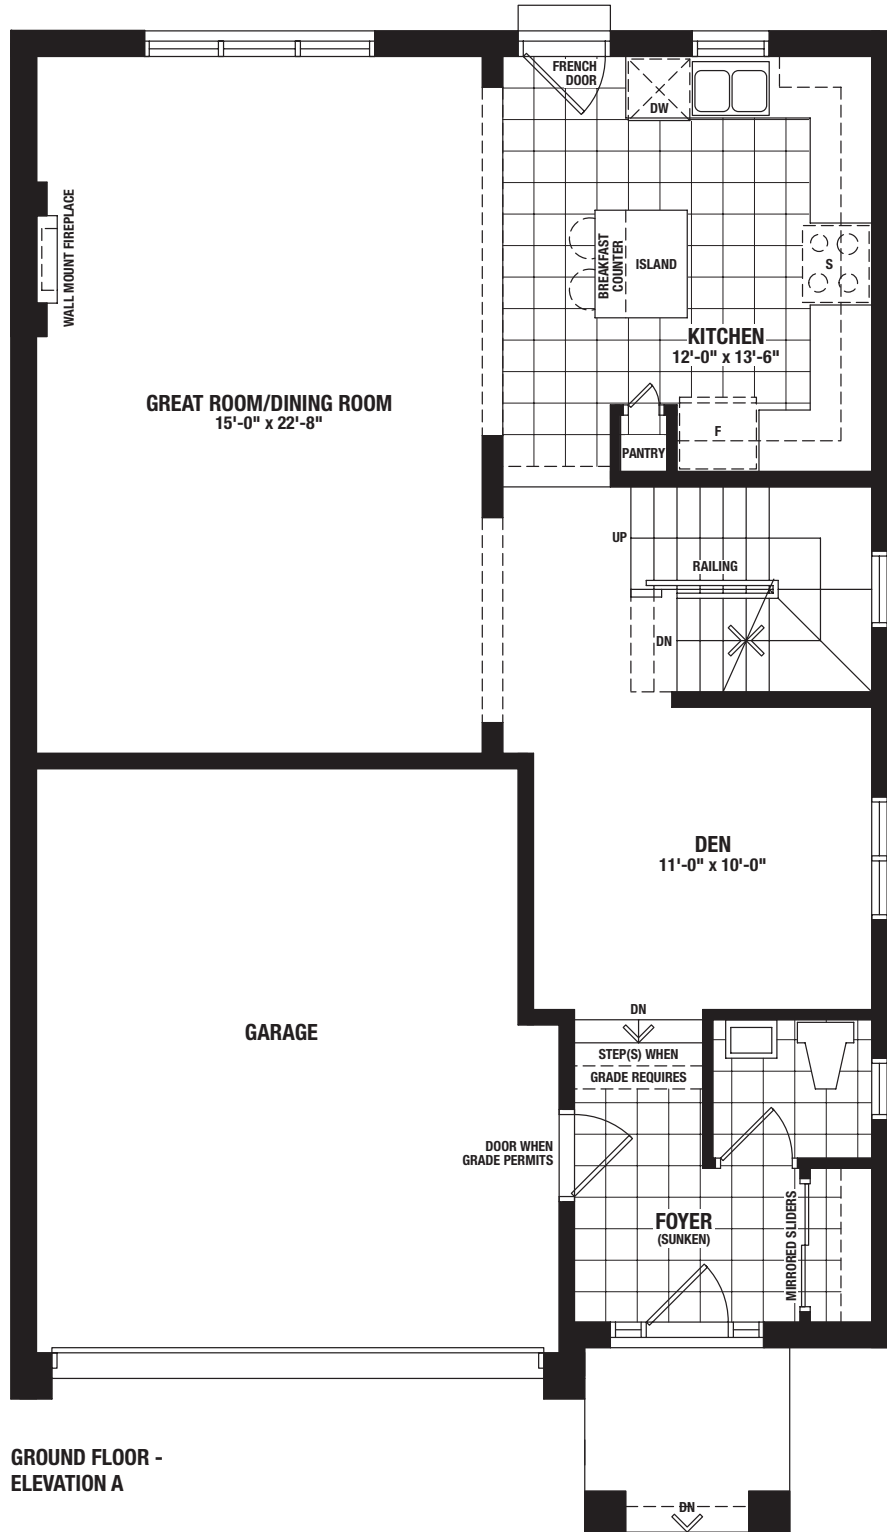 FRENCH
DOOR
DW
WALL MOUNT FIREPLACE
BREAKFAST
COUNTER
ISLAND
S
KITCHEN
12'-0" x 13'-6"
GREAT ROOM/DINING ROOM
15'-0" x 22'-8"
F
PANTRY
UP
RAILING
DN
DEN
11'-0" x 10'-0"
DN
GARAGE
STEP(S) WHEN
GRADE REQUIRES
DOOR WHEN
GRADE PERMITS
FOYER
(SUNKEN)
MIRRORED SLIDERS
GROUND FLOOR -
ELEVATION A
DN